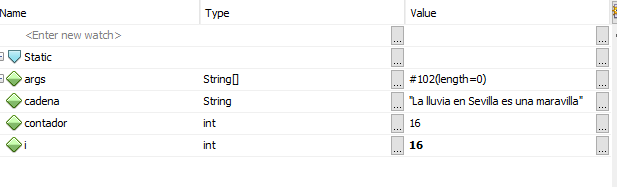 Name Type Value
<Enter new watch> ...
Static ...
args String[] ... #102(length=0) ...
cadena String ... "La lluvia en Sevilla es una maravilla" ...
contador int ... 16 ...
i int ... 16 ...